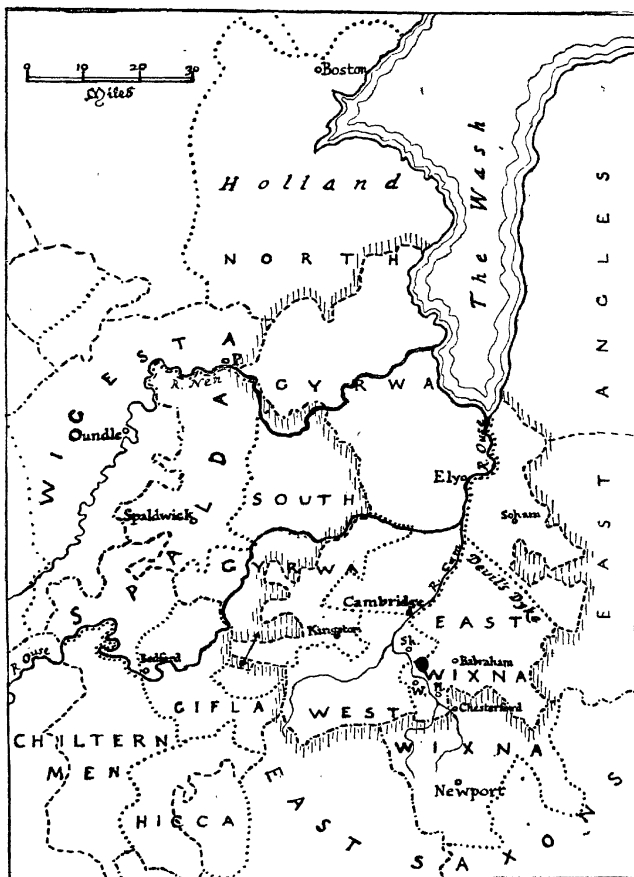 0 10 20 30
Miles
Boston
The Wash
Holland
NORTH
GYRWA
WIGESTA
P.
R. Nen
Oundle
SPALDA
Spaldwick
SOUTH
GYRWA
Ely
R. Ouse
Soham
EAST ANGLES
R. Cam
Devil's Dyke
Cambridge
EAST
WIXNA
Kingston
Sh.
Babraham
W.
Chesterford
R. Ouse
Bedford
GIFLA
WEST
WIXNA
CHILTERN
MEN
HICCA
Newport
EAST SAXONS